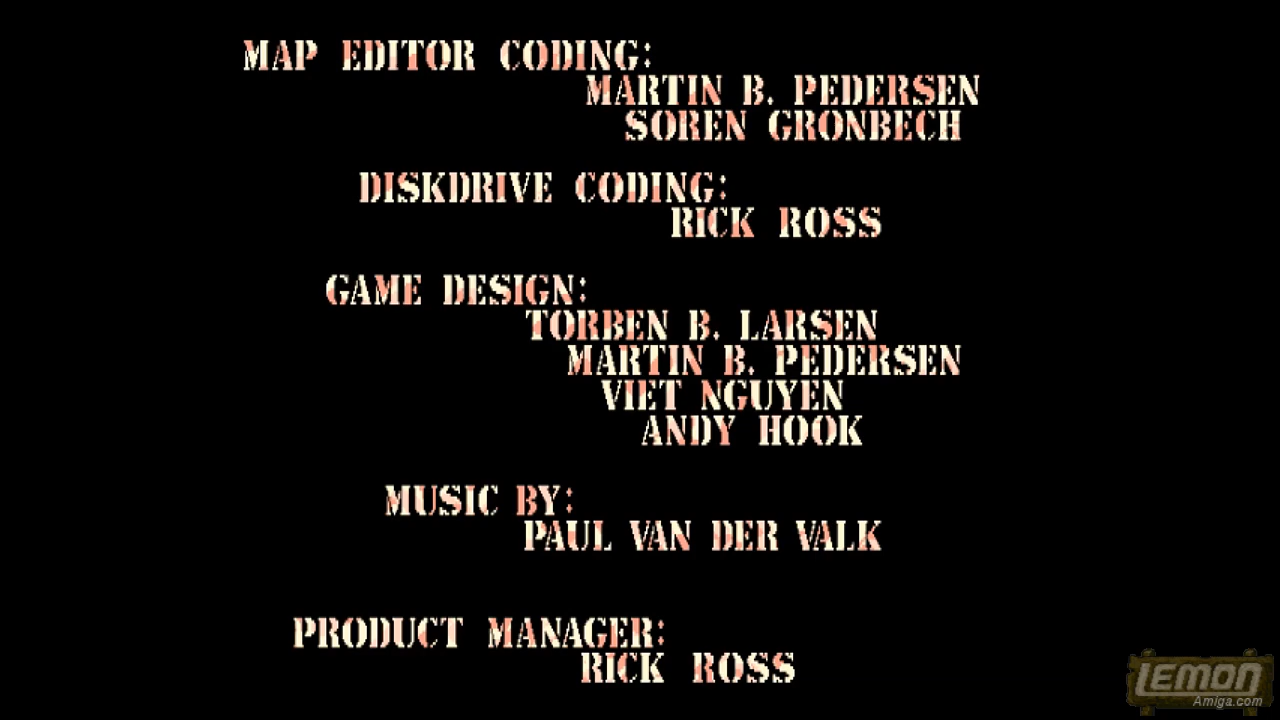 MAP EDITOR CODING:
MARTIN B. PEDERSEN
SOREN GRONBECH
DISKDRIVE CODING:
RICK ROSS
GAME DESIGN:
TORBEN B. LARSEN
MARTIN B. PEDERSEN
VIET NGUYEN
ANDY HOOK
MUSIC BY:
PAUL VAN DER VALK
PRODUCT MANAGER:
RICK ROSS
LEMON
Amiga.com